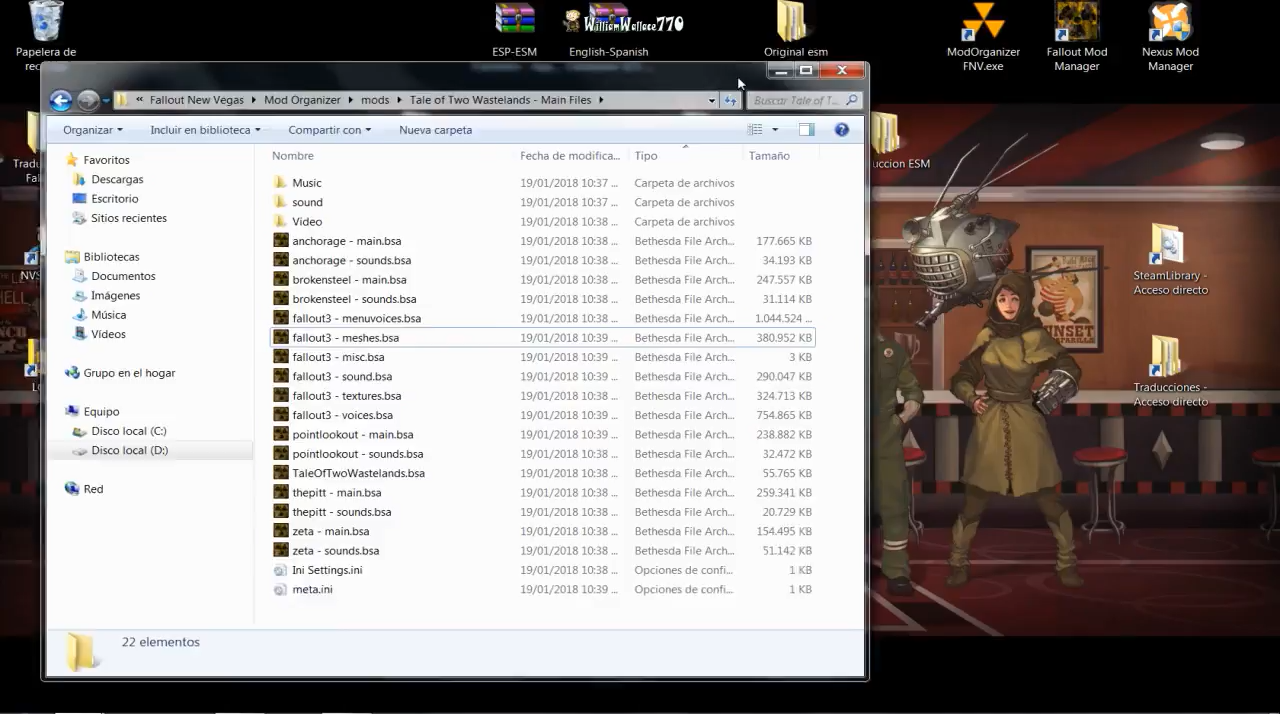 Papelera de
rec
ESP-ESM
WilliamWallace770
English-Spanish
Original esm
ModOrganizer
FNV.exe
Fallout Mod
Manager
Nexus Mod
Manager
« Fallout New Vegas
Mod Organizer
mods
Tale of Two Wastelands - Main Files
Buscar Tale of T...
Organizar
Incluir en biblioteca
Compartir con
Nueva carpeta
Nombre Fecha de modifica... Tipo Tamaño
Favoritos
Descargas
Escritorio
Sitios recientes
Bibliotecas
Documentos
Imágenes
Música
Vídeos
Grupo en el hogar
Equipo
Disco local (C:)
Disco local (D:)
Red
Music 19/01/2018 10:37 ... Carpeta de archivos
sound 19/01/2018 10:37 ... Carpeta de archivos
Video 19/01/2018 10:38 ... Carpeta de archivos
anchorage - main.bsa 19/01/2018 10:38 ... Bethesda File Arch... 177.665 KB
anchorage - sounds.bsa 19/01/2018 10:38 ... Bethesda File Arch... 34.193 KB
brokensteel - main.bsa 19/01/2018 10:38 ... Bethesda File Arch... 247.557 KB
brokensteel - sounds.bsa 19/01/2018 10:38 ... Bethesda File Arch... 31.114 KB
fallout3 - menuvoices.bsa 19/01/2018 10:38 ... Bethesda File Arch... 1.044.524 ...
fallout3 - meshes.bsa 19/01/2018 10:39 ... Bethesda File Arch... 380.952 KB
fallout3 - misc.bsa 19/01/2018 10:39 ... Bethesda File Arch... 3 KB
fallout3 - sound.bsa 19/01/2018 10:39 ... Bethesda File Arch... 290.047 KB
fallout3 - textures.bsa 19/01/2018 10:39 ... Bethesda File Arch... 324.713 KB
fallout3 - voices.bsa 19/01/2018 10:39 ... Bethesda File Arch... 754.865 KB
pointlookout - main.bsa 19/01/2018 10:39 ... Bethesda File Arch... 238.882 KB
pointlookout - sounds.bsa 19/01/2018 10:39 ... Bethesda File Arch... 32.472 KB
TaleOfTwoWastelands.bsa 19/01/2018 10:38 ... Bethesda File Arch... 55.765 KB
thepitt - main.bsa 19/01/2018 10:38 ... Bethesda File Arch... 259.341 KB
thepitt - sounds.bsa 19/01/2018 10:38 ... Bethesda File Arch... 20.729 KB
zeta - main.bsa 19/01/2018 10:38 ... Bethesda File Arch... 154.495 KB
zeta - sounds.bsa 19/01/2018 10:38 ... Bethesda File Arch... 51.142 KB
Ini Settings.ini 19/01/2018 10:38 ... Opciones de confi... 1 KB
meta.ini 19/01/2018 10:39 ... Opciones de confi... 1 KB
22 elementos
uccion ESM
SteamLibrary -
Acceso directo
Traducciones -
Acceso directo